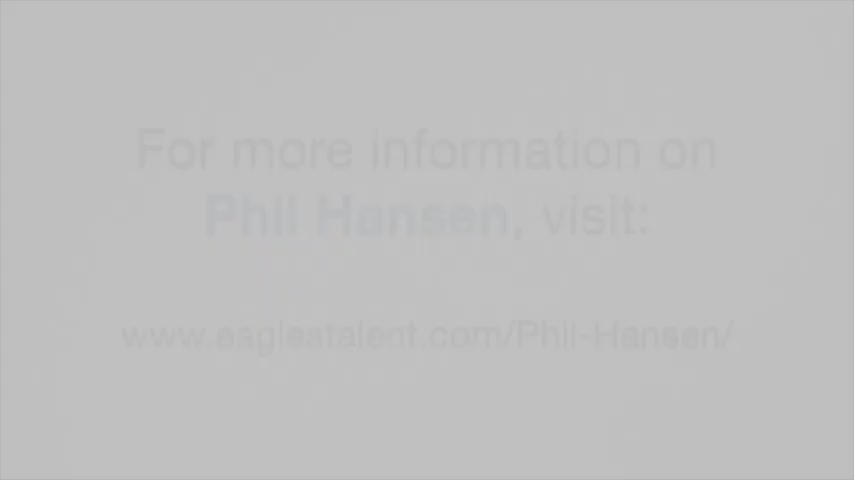 For more information on
Phil Hansen, visit:
www.eaglestalent.com/Phil-Hansen/